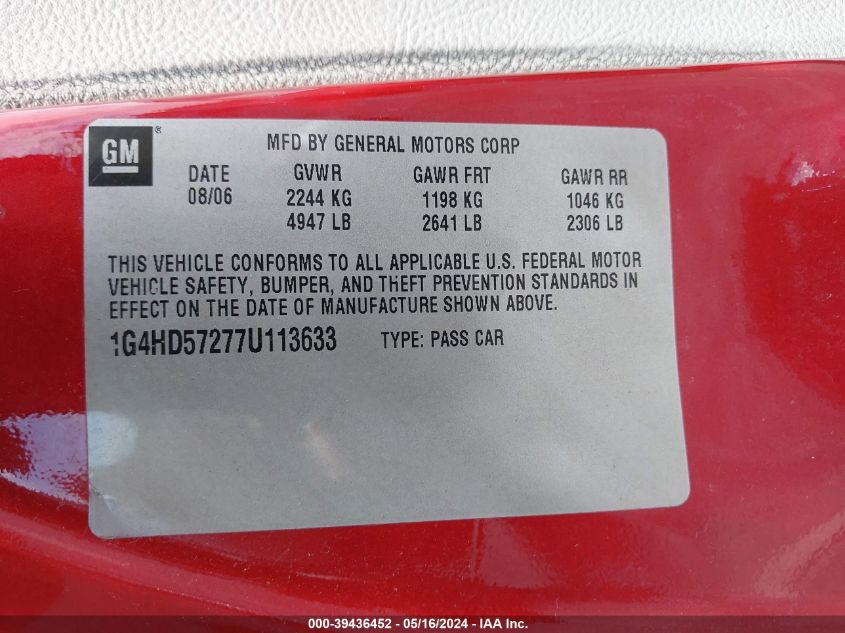 GM ®
MFD BY GENERAL MOTORS CORP
DATE GVWR GAWR FRT GAWR RR
08/06 2244 KG 1198 KG 1046 KG
4947 LB 2641 LB 2306 LB
THIS VEHICLE CONFORMS TO ALL APPLICABLE U.S. FEDERAL MOTOR
VEHICLE SAFETY, BUMPER, AND THEFT PREVENTION STANDARDS IN
EFFECT ON THE DATE OF MANUFACTURE SHOWN ABOVE.
1G4HD57277U113633 TYPE: PASS CAR
000-39436452 - 05/16/2024 - IAA Inc.